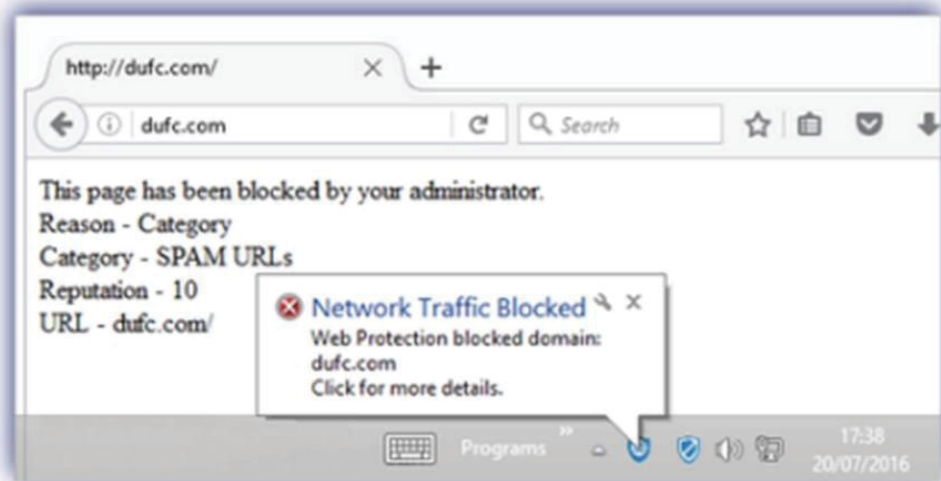 http://dufc.com/
dufc.com
Search
This page has been blocked by your administrator.
Reason - Category
Category - SPAM URLs
Reputation - 10
URL - dufc.com/
Network Traffic Blocked
Web Protection blocked domain:
dufc.com
Click for more details.
Programs
17:38
20/07/2016